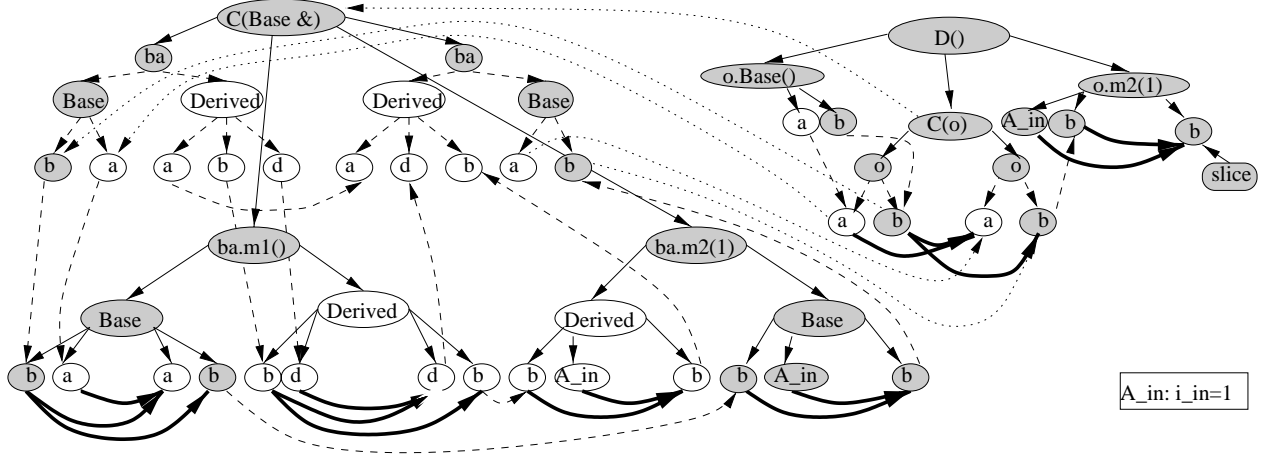 C(Base &)
D()
ba
ba
o.Base()
o.m2(1)
Base
Derived
Derived
Base
a
b
C(o)
A_in
b
b
b
a
a
b
d
a
d
b
a
b
o
o
slice
a
b
a
b
ba.m1()
ba.m2(1)
Base
Derived
Derived
Base
b
a
a
b
b
d
d
b
b
A_in
b
b
A_in
b
A_in: i_in=1